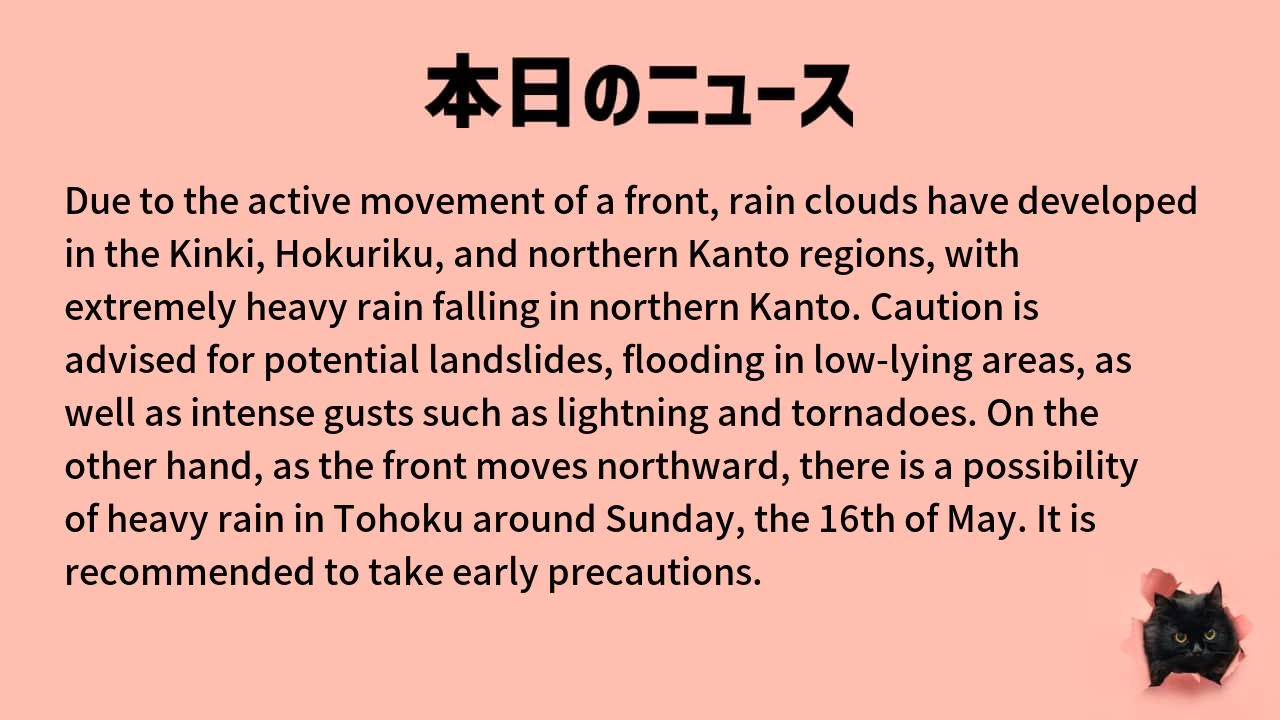 本日のニュース
Due to the active movement of a front, rain clouds have developed
in the Kinki, Hokuriku, and northern Kanto regions, with
extremely heavy rain falling in northern Kanto. Caution is
advised for potential landslides, flooding in low-lying areas, as
well as intense gusts such as lightning and tornadoes. On the
other hand, as the front moves northward, there is a possibility
of heavy rain in Tohoku around Sunday, the 16th of May. It is
recommended to take early precautions.